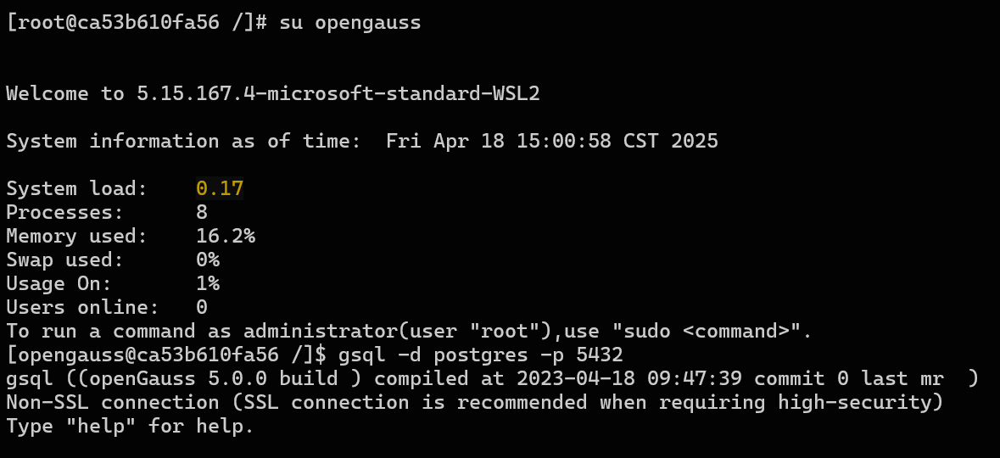 [root@ca53b610fa56 /]# su opengauss
Welcome to 5.15.167.4-microsoft-standard-WSL2
System information as of time:  Fri Apr 18 15:00:58 CST 2025
System load:    0.17
Processes:      8
Memory used:    16.2%
Swap used:      0%
Usage On:       1%
Users online:   0
To run a command as administrator(user "root"),use "sudo <command>".
[opengauss@ca53b610fa56 /]$ gsql -d postgres -p 5432
gsql ((openGauss 5.0.0 build ) compiled at 2023-04-18 09:47:39 commit 0 last mr  )
Non-SSL connection (SSL connection is recommended when requiring high-security)
Type "help" for help.